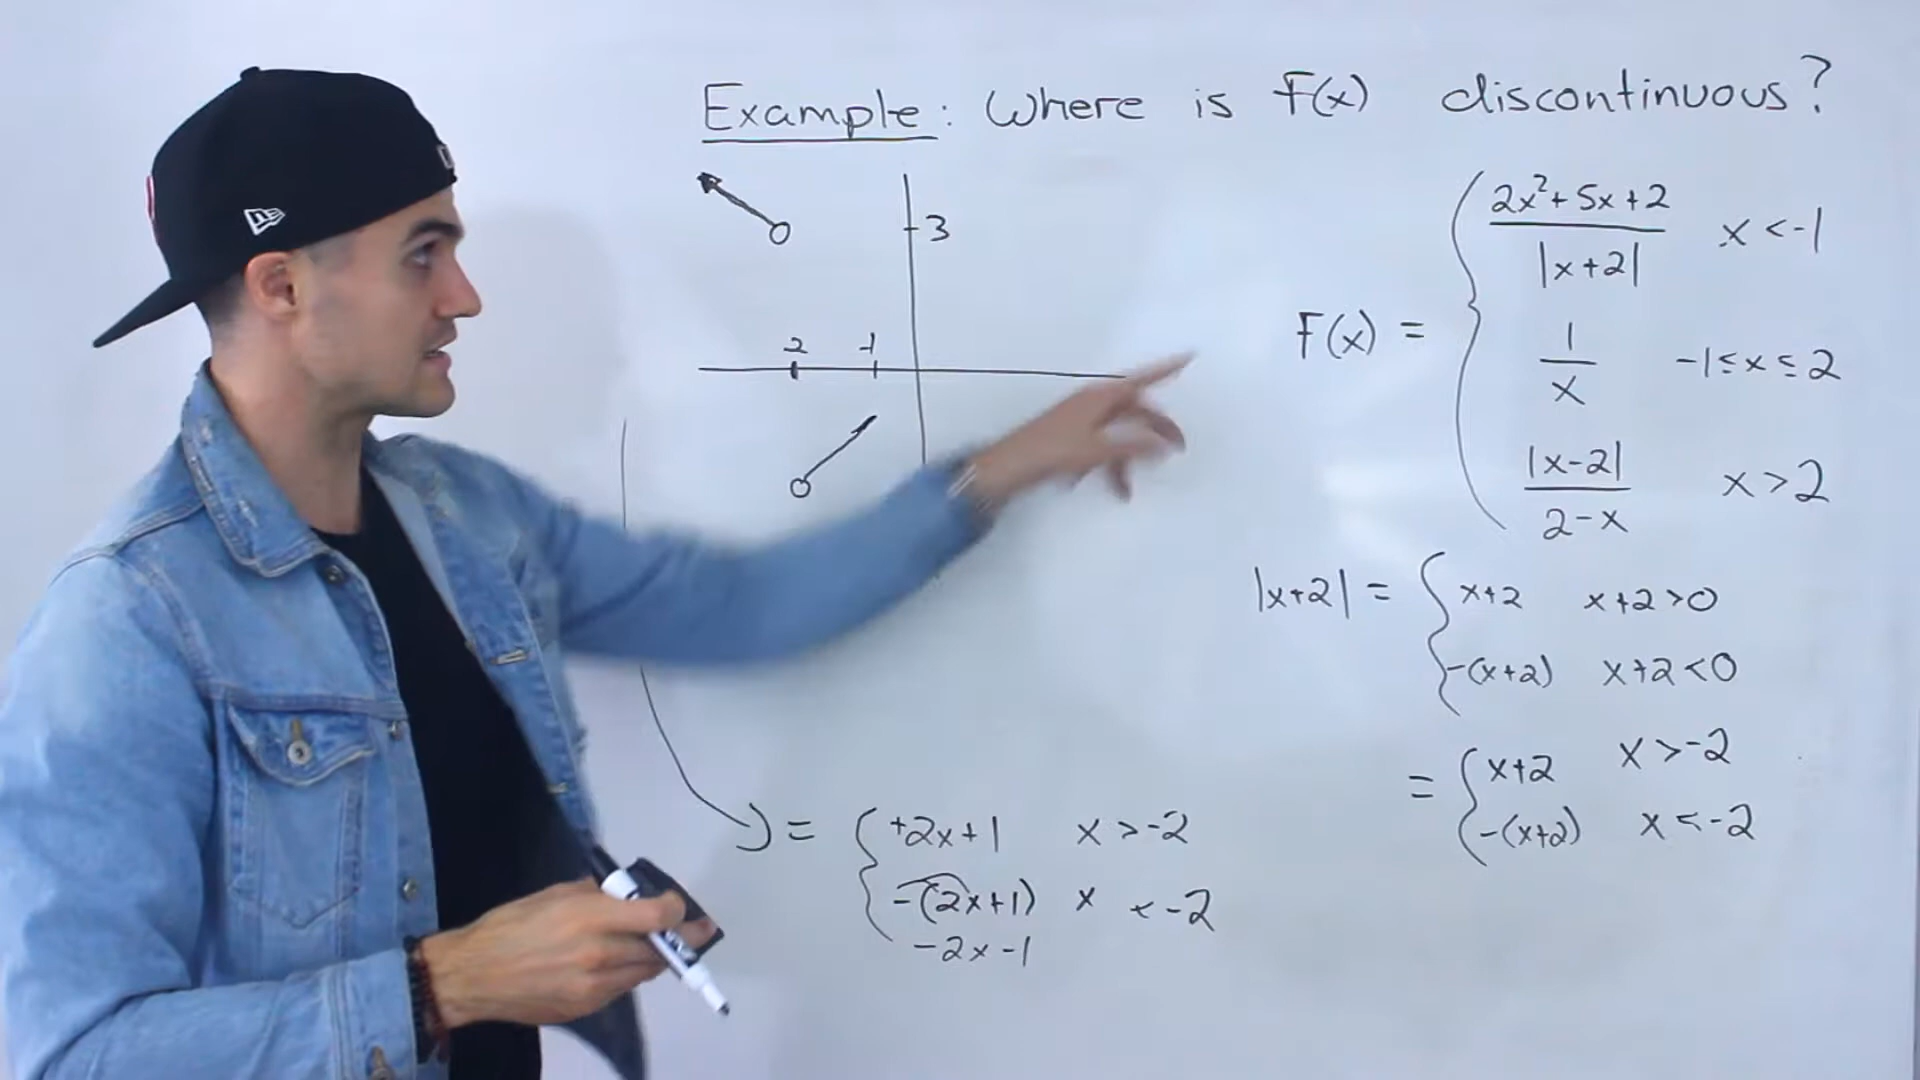 Example: Where is F(x) discontinuous?
3
-2 -1
F(x) = { (2x²+5x+2)/|x+2| x < -1
1/x -1 ≤ x ≤ 2
|x-2|/(2-x) x > 2
|x+2| = { x+2 x+2 > 0
-(x+2) x+2 < 0
= { x+2 x > -2
-(x+2) x < -2
= { +2x+1 x > -2
-(2x+1) x < -2
-2x-1